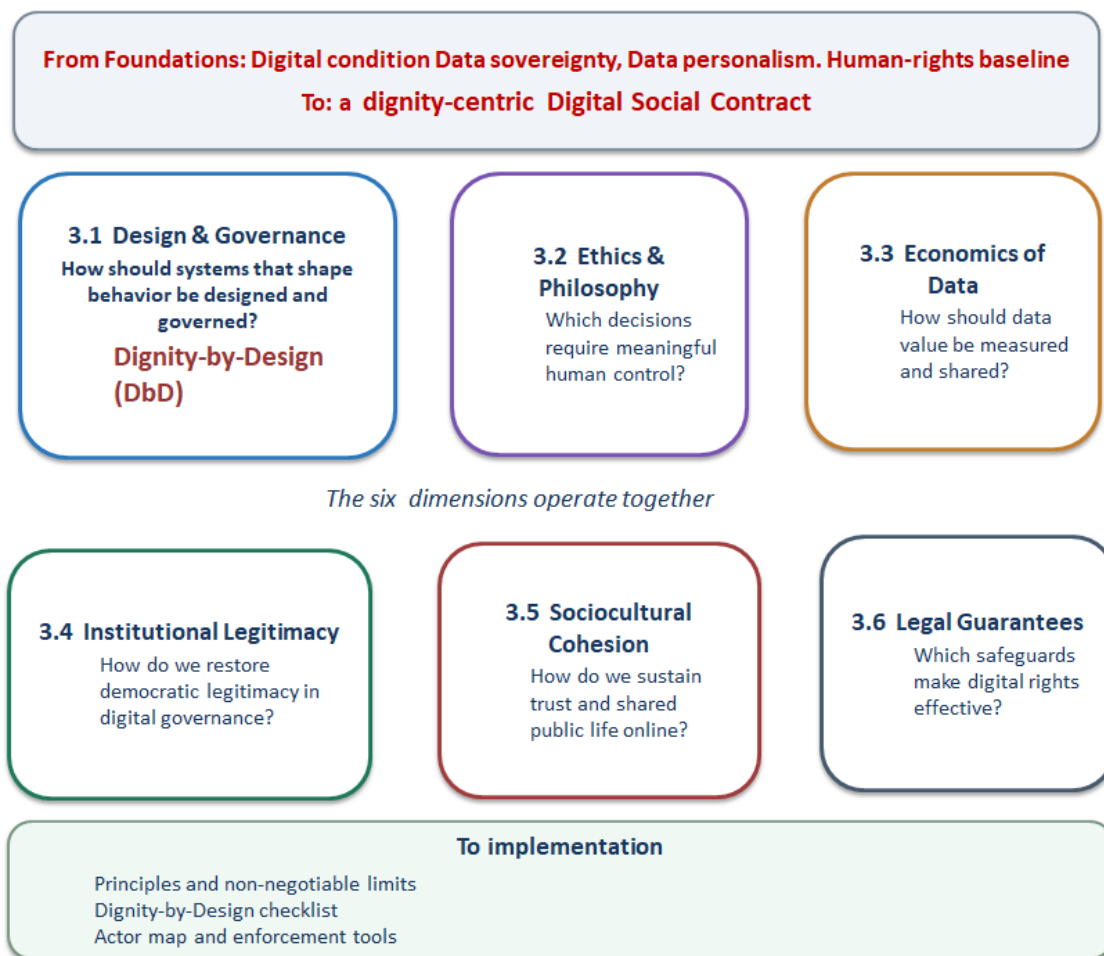 From Foundations: Digital condition Data sovereignty, Data personalism. Human-rights baseline
To: a dignity-centric Digital Social Contract
3.1 Design & Governance
How should systems that shape
behavior be designed and
governed?
Dignity-by-Design
(DbD)
3.2 Ethics &
Philosophy
Which decisions
require meaningful
human control?
3.3 Economics of
Data
How should data
value be measured
and shared?
The six dimensions operate together
3.4 Institutional Legitimacy
How do we restore
democratic legitimacy in
digital governance?
3.5 Sociocultural
Cohesion
How do we sustain
trust and shared
public life online?
3.6 Legal Guarantees
Which safeguards
make digital rights
effective?
To implementation
Principles and non-negotiable limits
Dignity-by-Design checklist
Actor map and enforcement tools